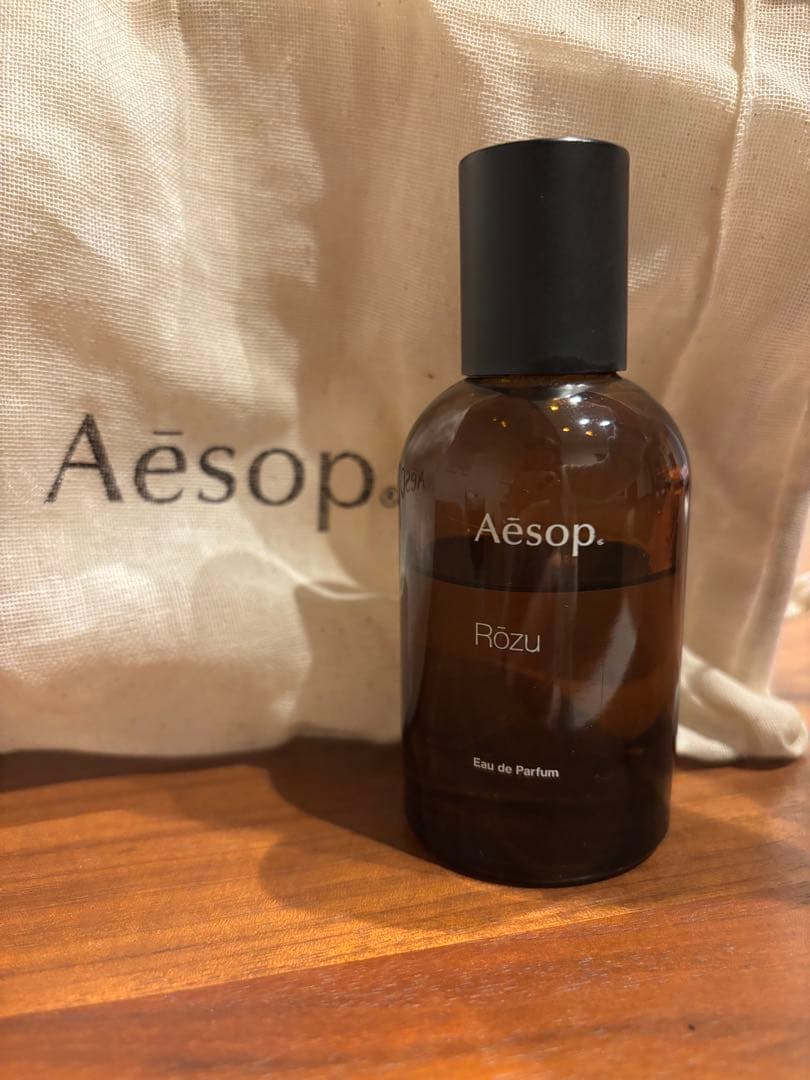 Aēsop®
Aēsop.
Rōzu
Eau de Parfum